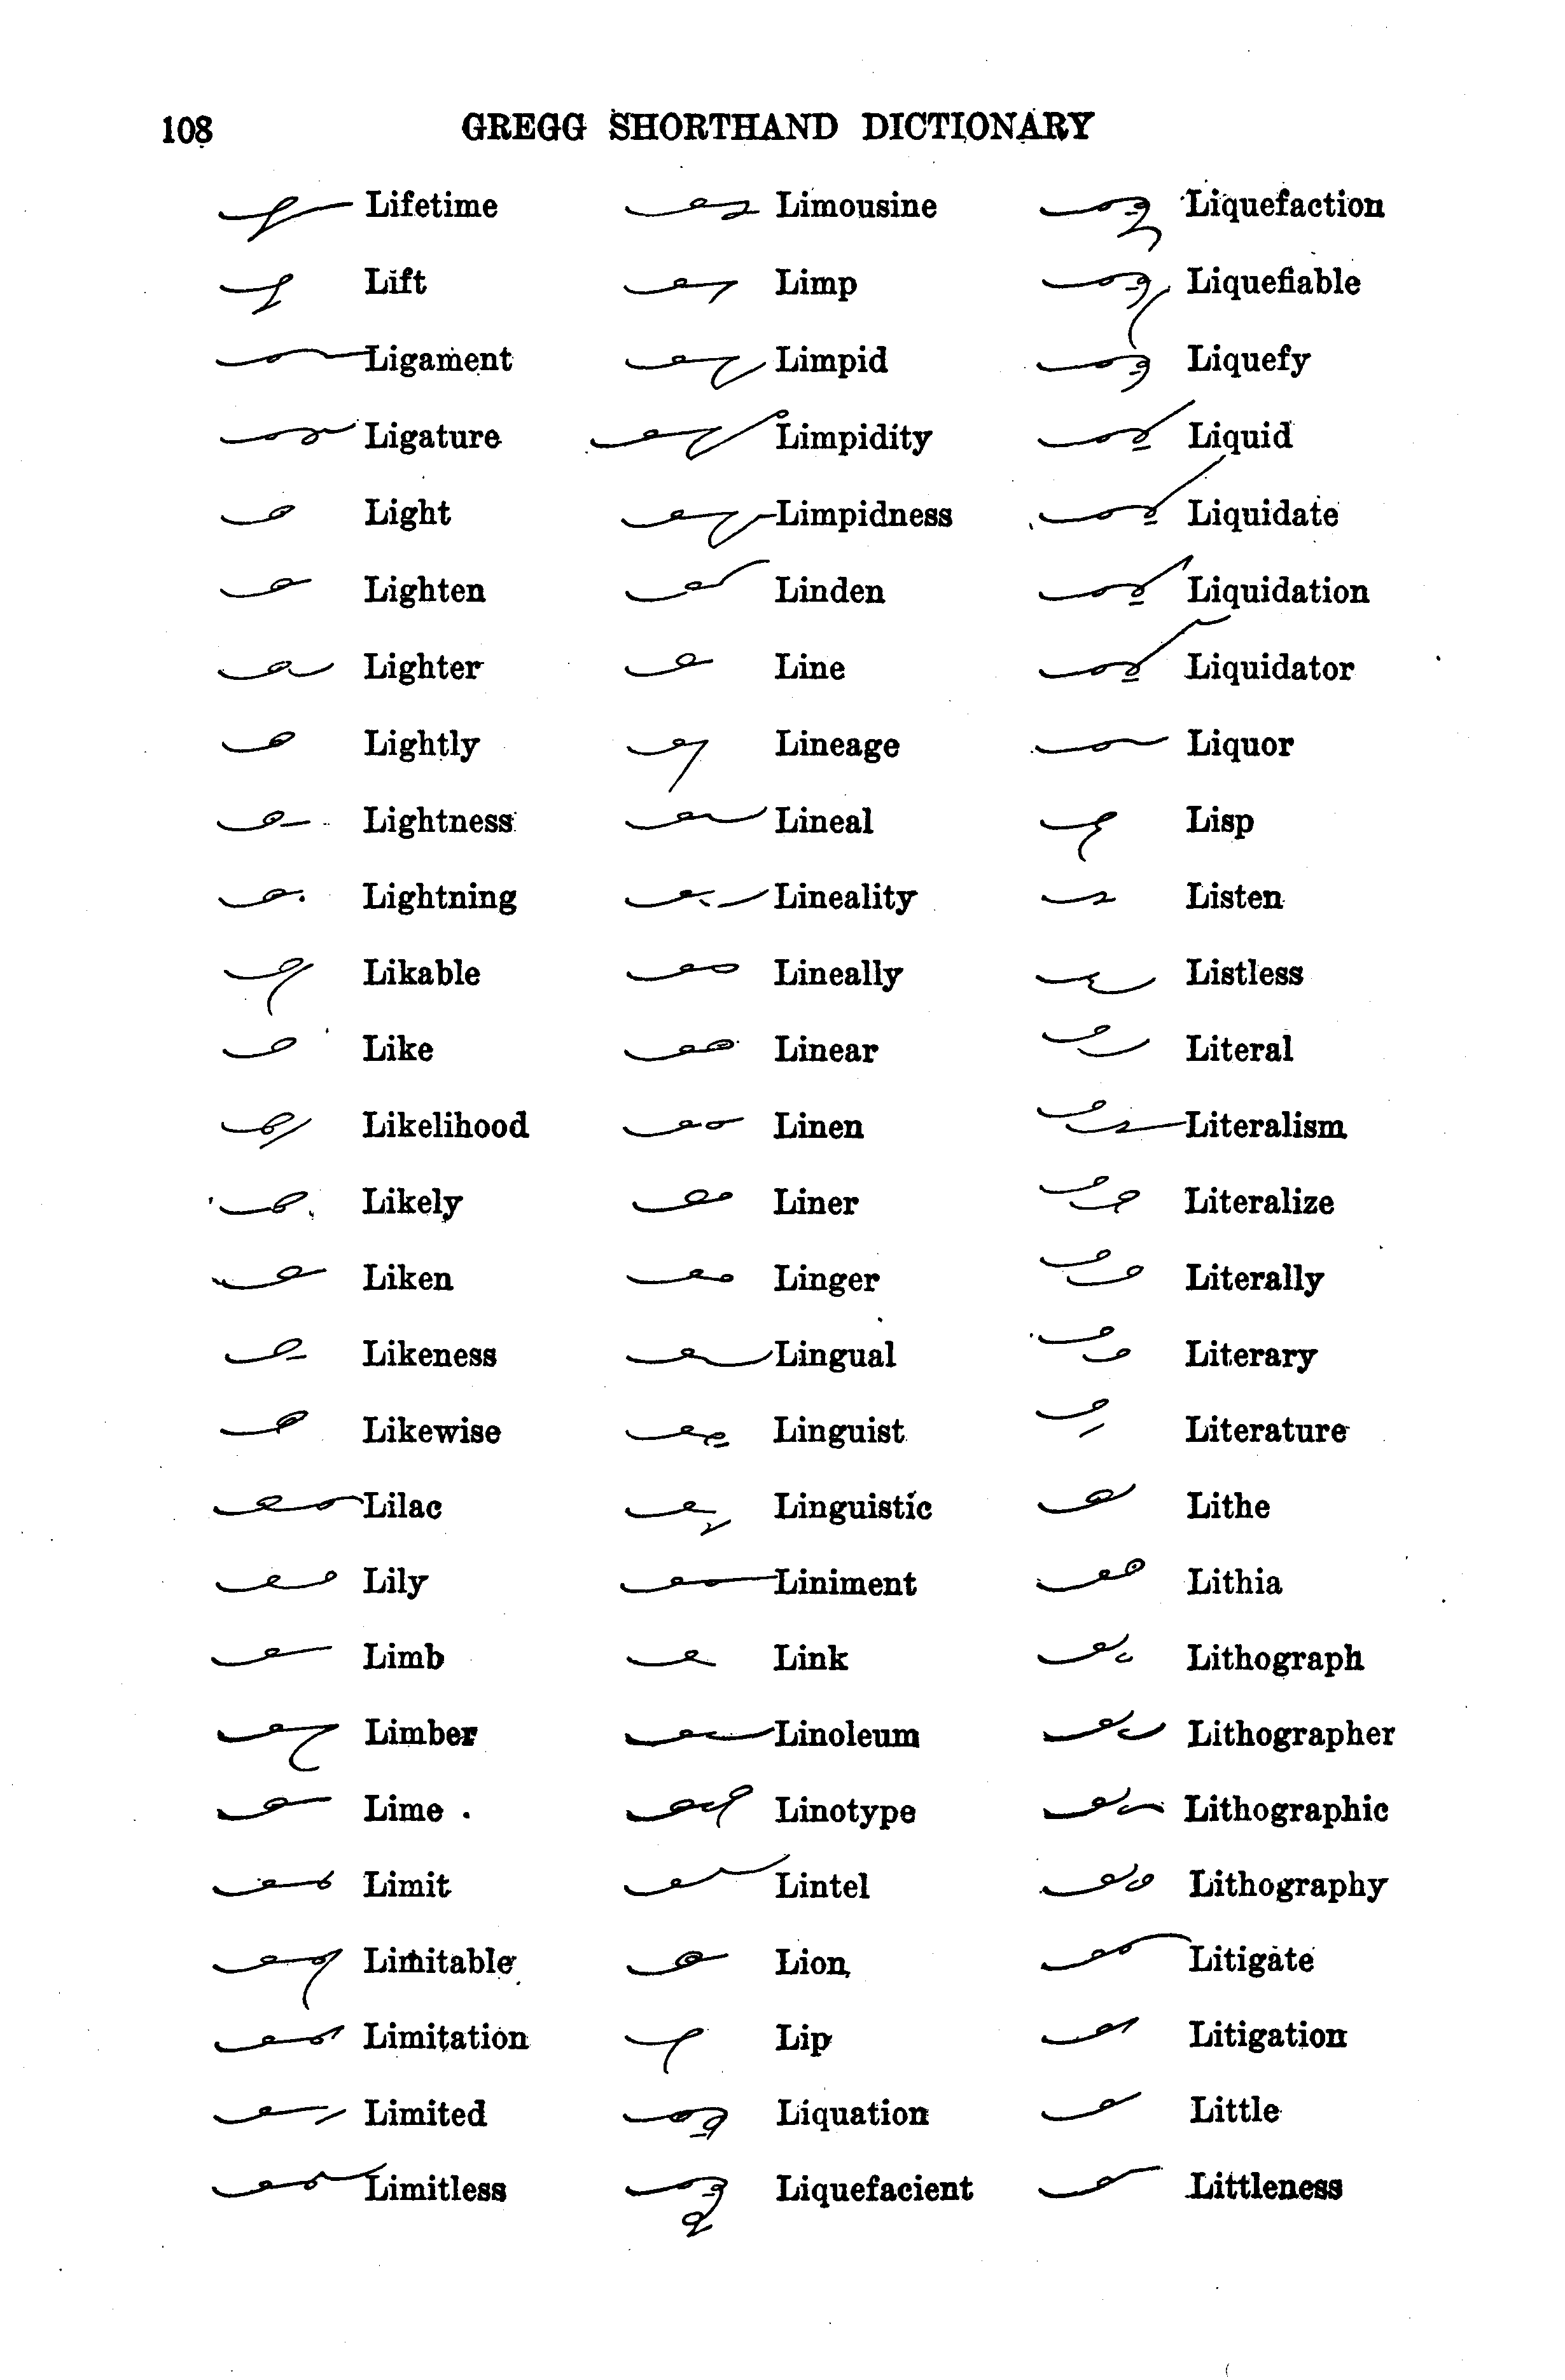 108 GREGG SHORTHAND DICTIONARY
Lifetime
Lift
Ligament
Ligature
Light
Lighten
Lighter
Lightly
Lightness
Lightning
Likable
Like
Likelihood
Likely
Liken
Likeness
Likewise
Lilac
Lily
Limb
Limber
Lime
Limit
Limitable
Limitation
Limited
Limitless
Limousine
Limp
Limpid
Limpidity
Limpidness
Linden
Line
Lineage
Lineal
Lineality
Lineally
Linear
Linen
Liner
Linger
Lingual
Linguist
Linguistic
Liniment
Link
Linoleum
Linotype
Lintel
Lion
Lip
Liquation
Liquefacient
Liquefaction
Liquefiable
Liquefy
Liquid
Liquidate
Liquidation
Liquidator
Liquor
Lisp
Listen
Listless
Literal
Literalism
Literalize
Literally
Literary
Literature
Lithe
Lithia
Lithograph
Lithographer
Lithographic
Lithography
Litigate
Litigation
Little
Littleness